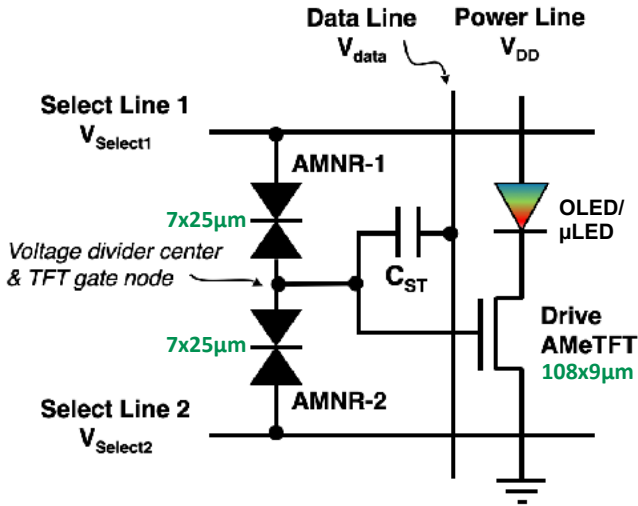 Data Line
V_data
Power Line
V_DD
Select Line 1
V_Select1
AMNR-1
7x25µm
OLED/
µLED
Voltage divider center
& TFT gate node
C_ST
7x25µm
Drive
AMeTFT
108x9µm
AMNR-2
Select Line 2
V_Select2